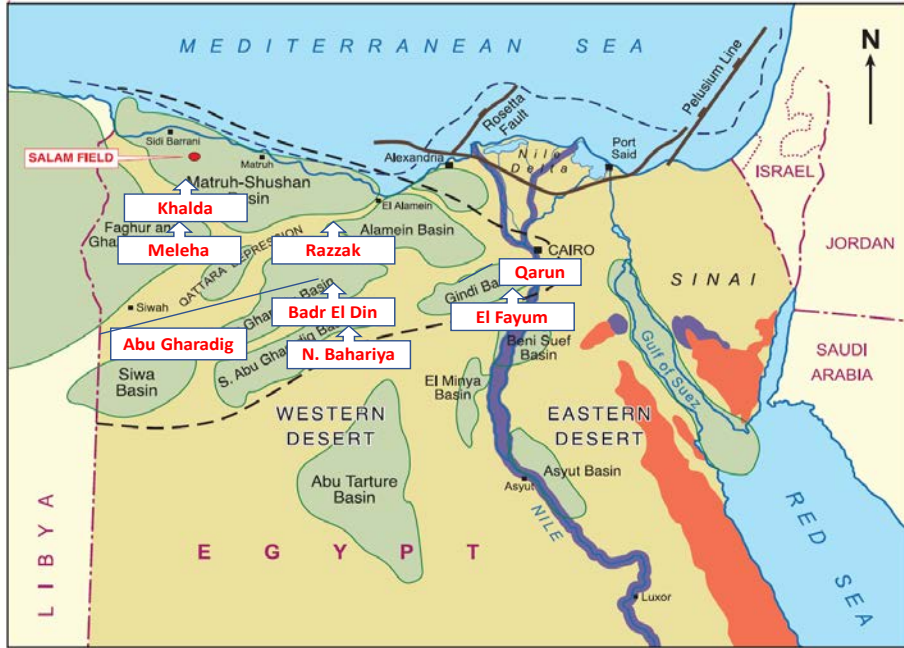 MEDITERRANEAN SEA
N
Pelusium Line
Rosetta
Fault
Sidi Barrani
SALAM FIELD
Matruh
Alexandria
Nile
Delta
Port
Said
ISRAEL
Matruh-Shushan
Basin
Khalda
El Alamein
Faghur an
Gha
Meleha
QATTARA DEPRESSION
Razzak
Alamein Basin
CAIRO
JORDAN
Qarun
SINAI
Siwah
Gha
Basin
Badr El Din
Gindi Ba
El Fayum
Abu Gharadig
S. Abu Gharadig Ba
N. Bahariya
Beni Suef
Basin
Gulf of Suez
SAUDI
ARABIA
Siwa
Basin
El Minya
Basin
WESTERN
DESERT
EASTERN
DESERT
Abu Tarture
Basin
Asyut Basin
Asyut
NILE
RED SEA
LIBYA
EGYPT
Luxor